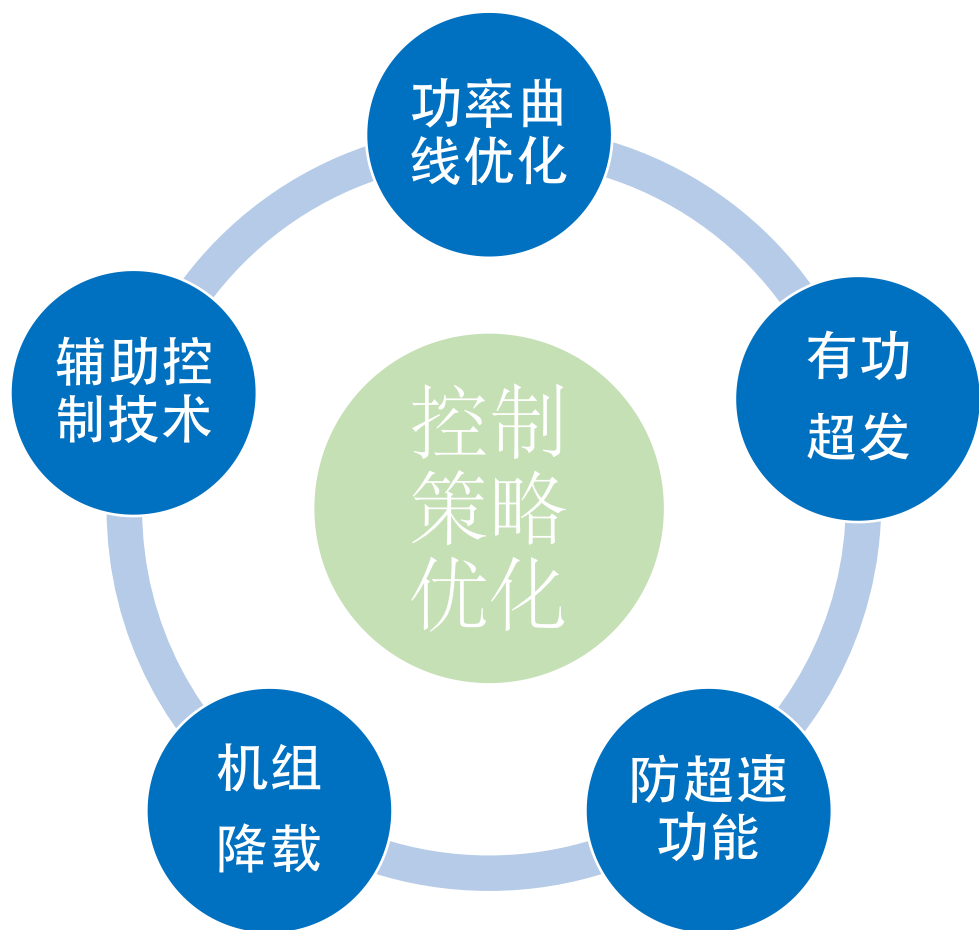 功率曲
线优化
辅助控
制技术
有功
超发
控制
策略
优化
机组
降载
防超速
功能